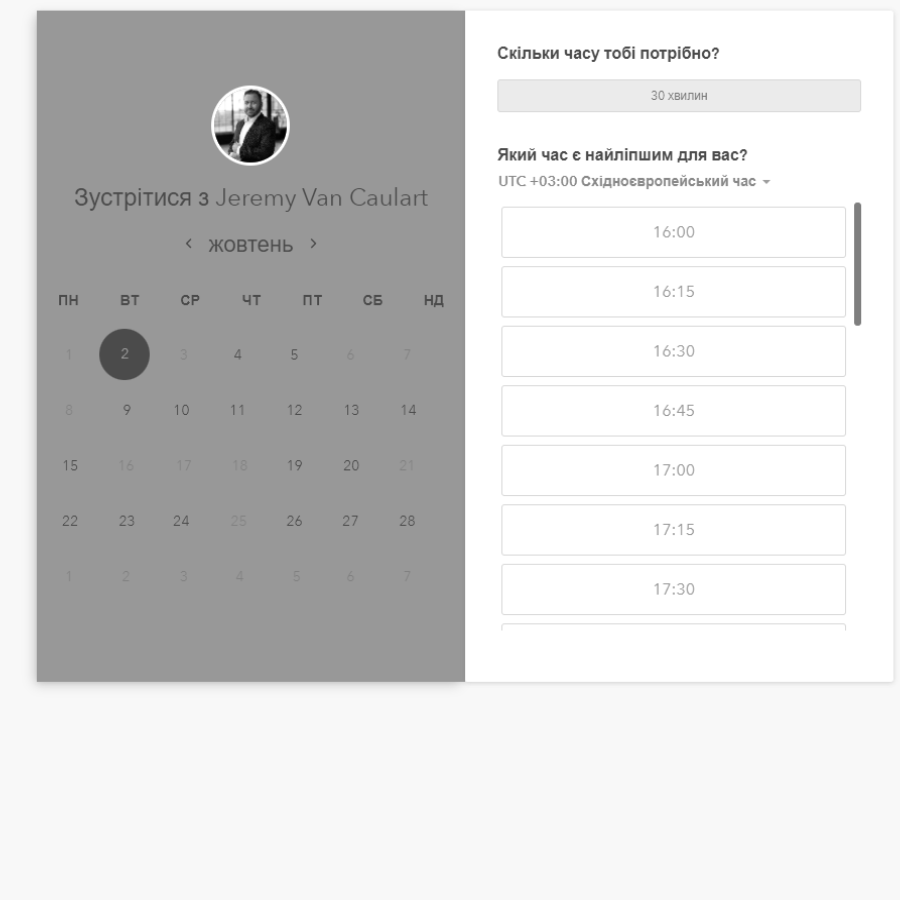 Зустрітися з Jeremy Van Caulart
жовтень
ПН ВТ СР ЧТ ПТ СБ НД
1 2 3 4 5 6 7
8 9 10 11 12 13 14
15 16 17 18 19 20 21
22 23 24 25 26 27 28
1 2 3 4 5 6 7
Скільки часу тобі потрібно?
30 хвилин
Який час є найліпшим для вас?
UTC +03:00 Східноєвропейський час
16:00
16:15
16:30
16:45
17:00
17:15
17:30